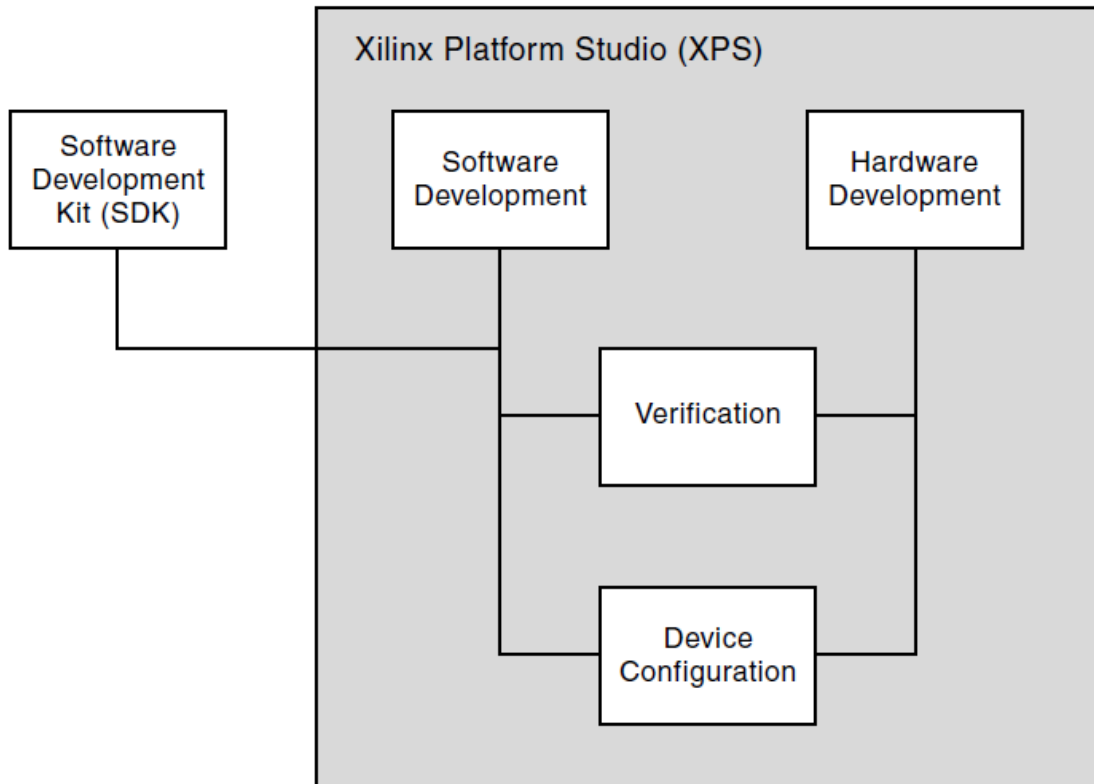 Xilinx Platform Studio (XPS)
Software
Development
Kit (SDK)
Software
Development
Hardware
Development
Verification
Device
Configuration